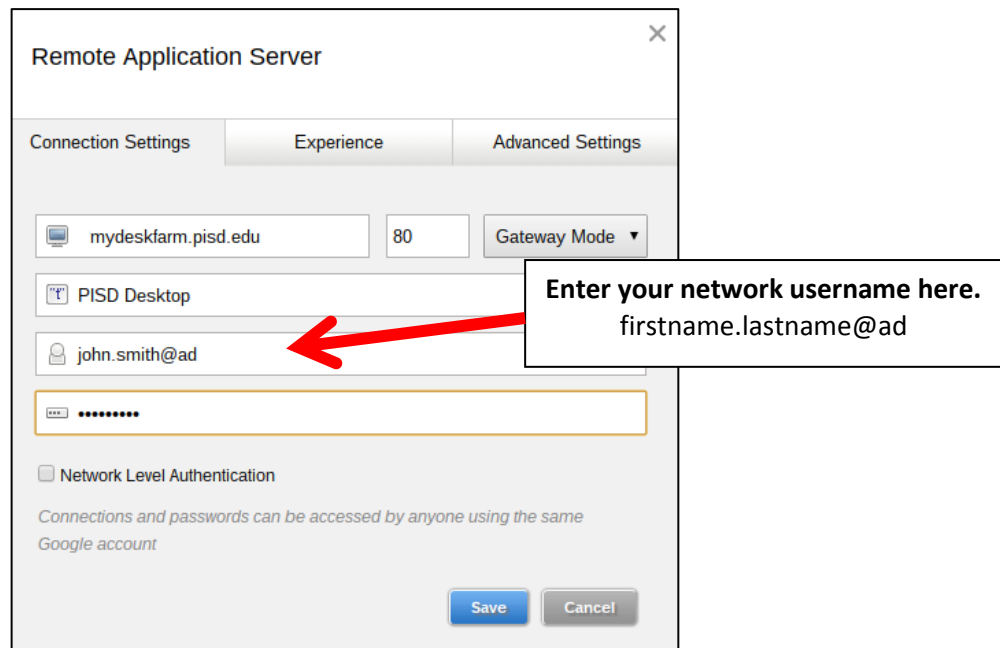 Remote Application Server
Connection Settings Experience Advanced Settings
mydeskfarm.pisd.edu 80 Gateway Mode
"t" PISD Desktop
Enter your network username here.
firstname.lastname@ad
john.smith@ad
•••••••••
Network Level Authentication
Connections and passwords can be accessed by anyone using the same
Google account
Save Cancel